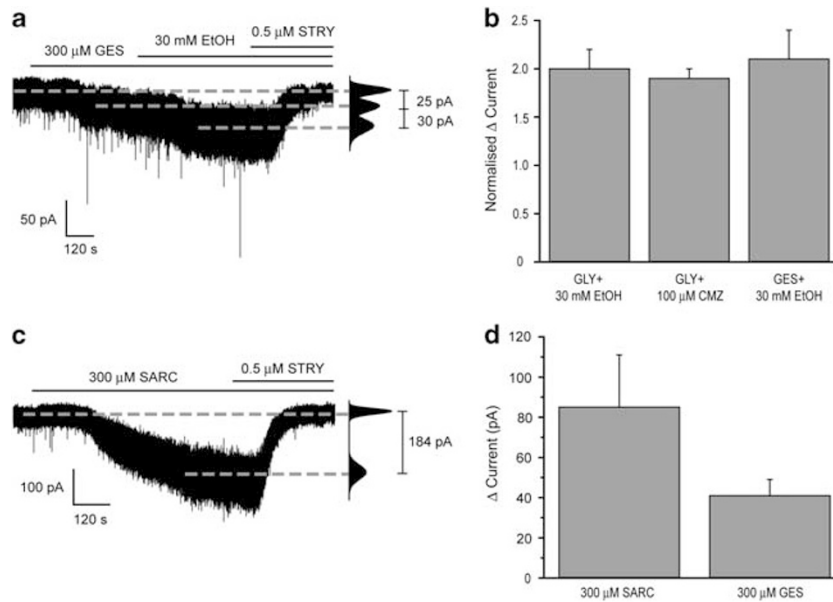 a
0.5 µM STRY
30 mM EtOH
300 µM GES
25 pA
30 pA
50 pA
120 s
b
Normalised Δ Current
2.5
2.0
1.5
1.0
0.5
0
GLY+
30 mM EtOH
GLY+
100 µM CMZ
GES+
30 mM EtOH
c
0.5 µM STRY
300 µM SARC
184 pA
100 pA
120 s
d
Δ Current (pA)
120
100
80
60
40
20
0
300 µM SARC
300 µM GES